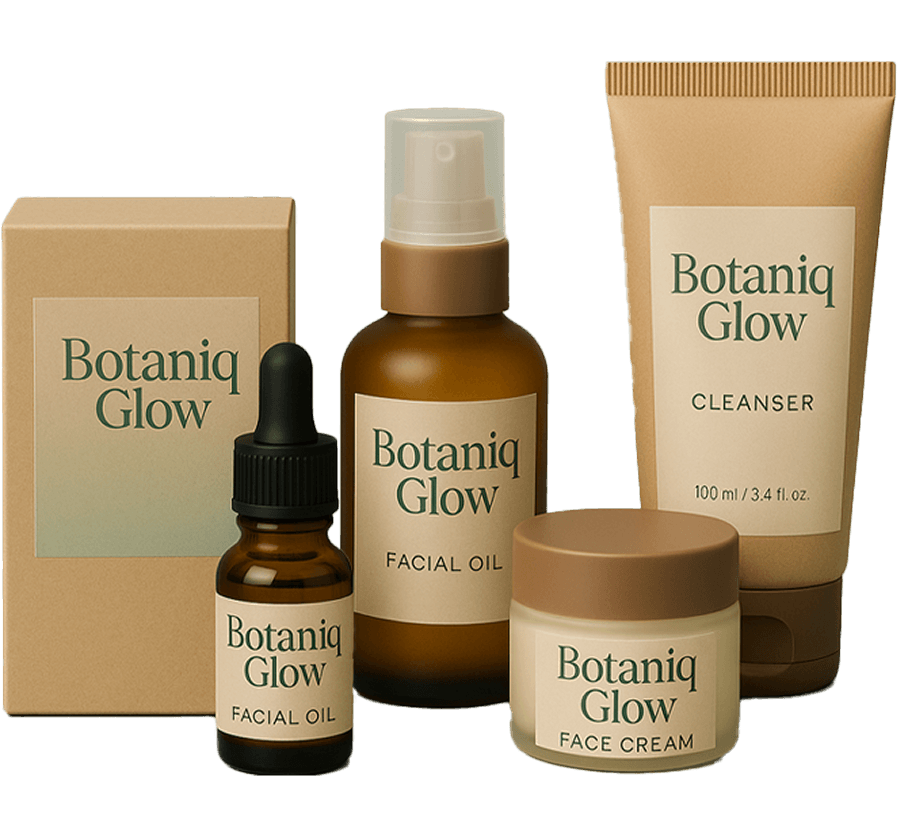 Botaniq
Glow
Botaniq
Glow
FACIAL OIL
Botaniq
Glow
FACIAL OIL
Botaniq
Glow
CLEANSER
100 ml / 3.4 fl. oz.
Botaniq
Glow
FACE CREAM